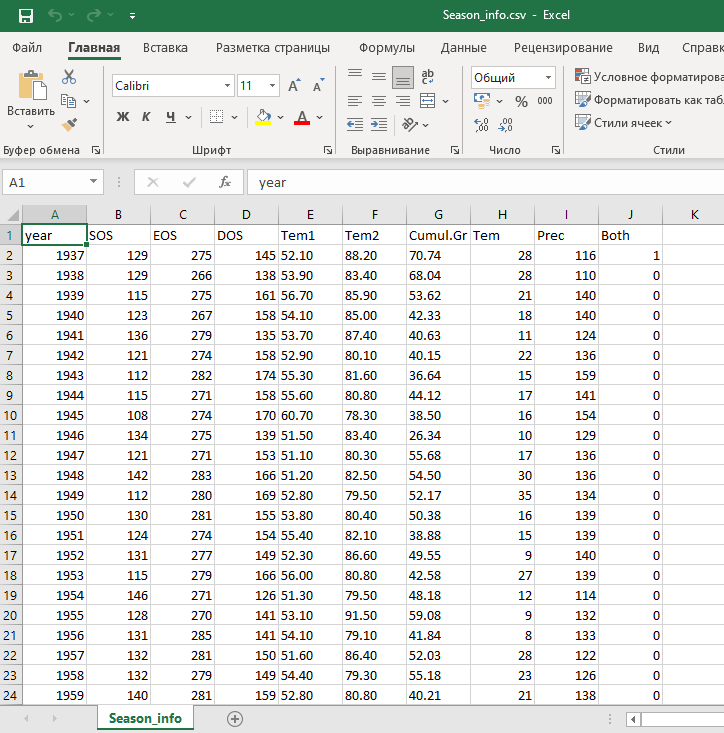 Season_info.csv - Excel
Файл Главная Вставка Разметка страницы Формулы Данные Рецензирование Вид Справк
Вставить
Calibri 11 A A
Ж К Ч A
ab
c
Общий
% 000
Условное форматирова
Форматировать как таб.
Стили ячеек
Буфер обмена Шрифт Выравнивание Число Стили
A1 fx year
A B C D E F G H I J K
1 year SOS EOS DOS Tem1 Tem2 Cumul.Gr Tem Prec Both
2 1937 129 275 145 52.10 88.20 70.74 28 116 1
3 1938 129 266 138 53.90 83.40 68.04 28 110 0
4 1939 115 275 161 56.70 85.90 53.62 21 140 0
5 1940 123 267 158 54.10 85.00 42.33 18 140 0
6 1941 136 279 135 53.70 87.40 40.63 11 124 0
7 1942 121 274 158 52.90 80.10 40.15 22 136 0
8 1943 112 282 174 55.30 81.60 36.64 15 159 0
9 1944 115 271 158 55.60 80.80 44.12 17 141 0
10 1945 108 274 170 60.70 78.30 38.50 16 154 0
11 1946 134 275 139 51.50 83.40 26.34 10 129 0
12 1947 121 271 153 51.10 80.30 55.68 17 136 0
13 1948 142 283 166 51.20 82.50 54.50 30 136 0
14 1949 112 280 169 52.80 79.50 52.17 35 134 0
15 1950 130 281 155 53.80 80.40 50.38 16 139 0
16 1951 124 274 154 55.40 82.10 38.88 15 139 0
17 1952 131 277 149 52.30 86.60 49.55 9 140 0
18 1953 115 279 166 56.00 80.80 42.58 27 139 0
19 1954 146 271 126 51.30 79.50 48.18 12 114 0
20 1955 128 270 141 53.10 91.50 59.08 9 132 0
21 1956 131 285 141 54.10 79.10 41.84 8 133 0
22 1957 132 281 150 51.60 86.40 52.03 28 122 0
23 1958 132 279 149 54.40 79.30 55.18 23 126 0
24 1959 140 281 159 52.80 80.80 40.21 21 138 0
Season_info